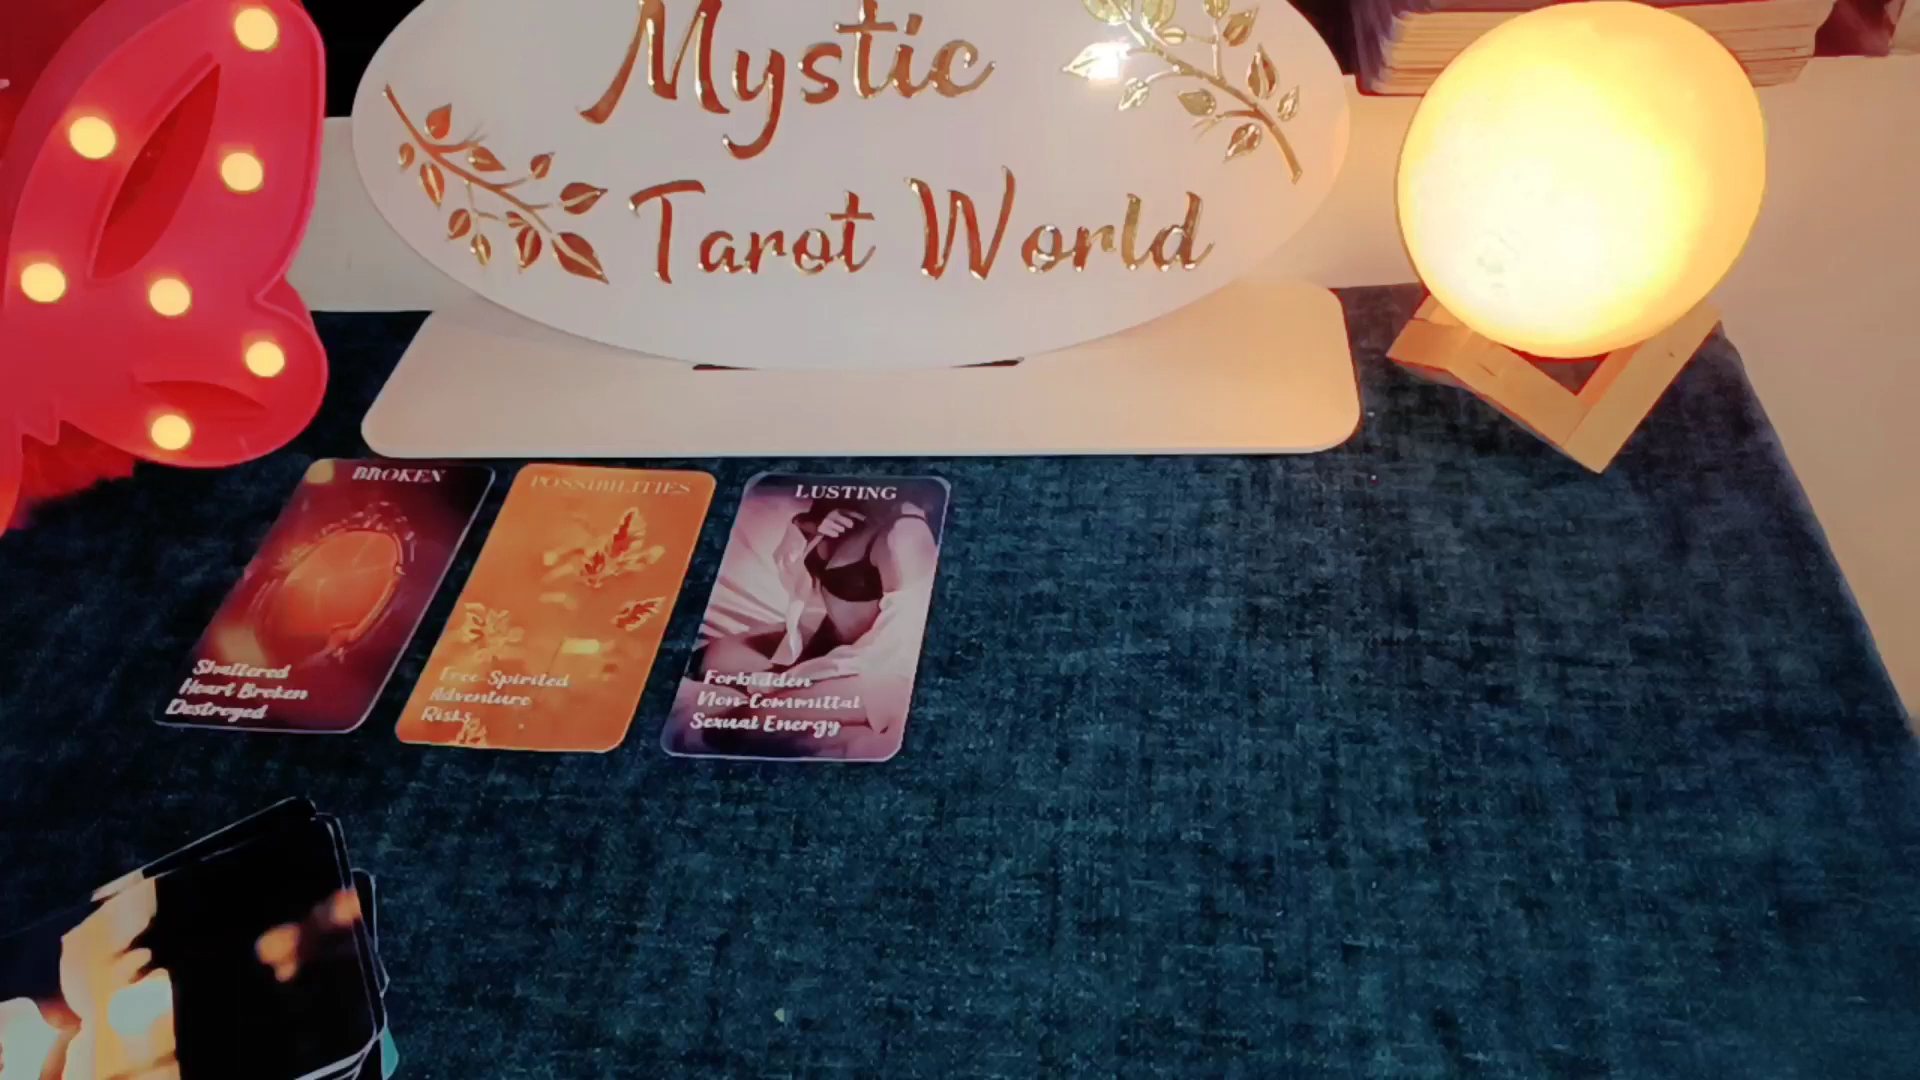 Mystic
Tarot World
BROKEN
Shattered
Heart Broken
Destroyed
POSSIBILITIES
Free-Spirited
Adventure
Risks
LUSTING
Forbidden
Non-Committal
Sexual Energy